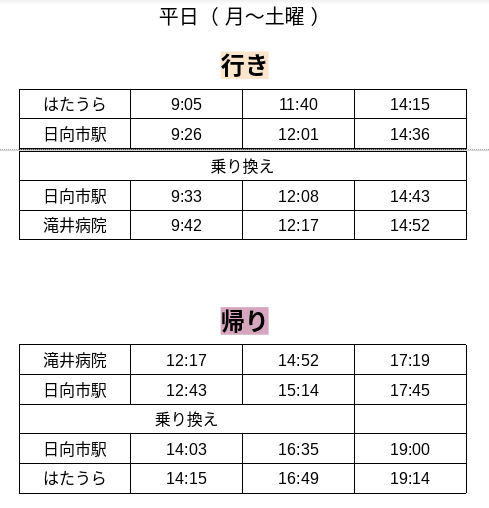 平日（ 月～土曜 ）
行き
はたうら 9:05 11:40 14:15
日向市駅 9:26 12:01 14:36
乗り換え
日向市駅 9:33 12:08 14:43
滝井病院 9:42 12:17 14:52
帰り
滝井病院 12:17 14:52 17:19
日向市駅 12:43 15:14 17:45
乗り換え
日向市駅 14:03 16:35 19:00
はたうら 14:15 16:49 19:14